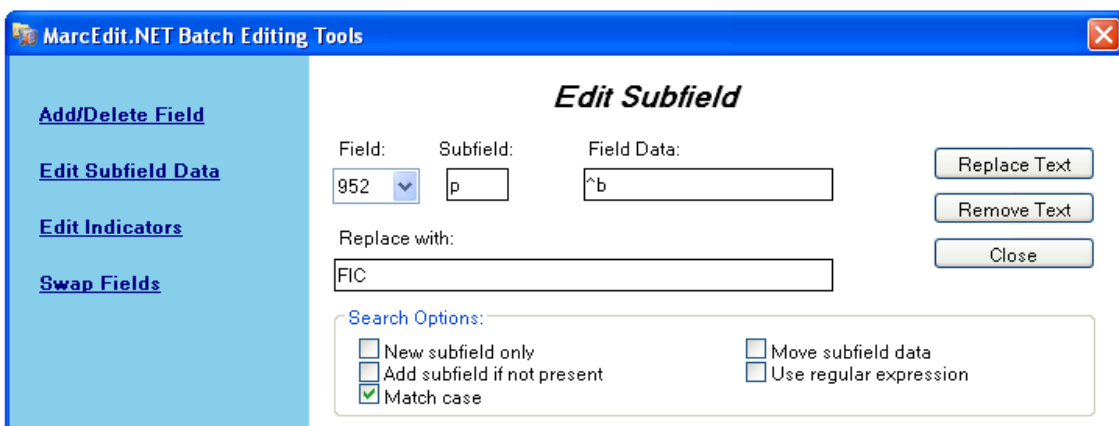 MarcEdit.NET Batch Editing Tools
Add/Delete Field
Edit Subfield Data
Edit Indicators
Swap Fields
Edit Subfield
Field: Subfield: Field Data:
952 p ^b
Replace with:
FIC
Replace Text
Remove Text
Close
Search Options:
New subfield only Move subfield data
Add subfield if not present Use regular expression
Match case